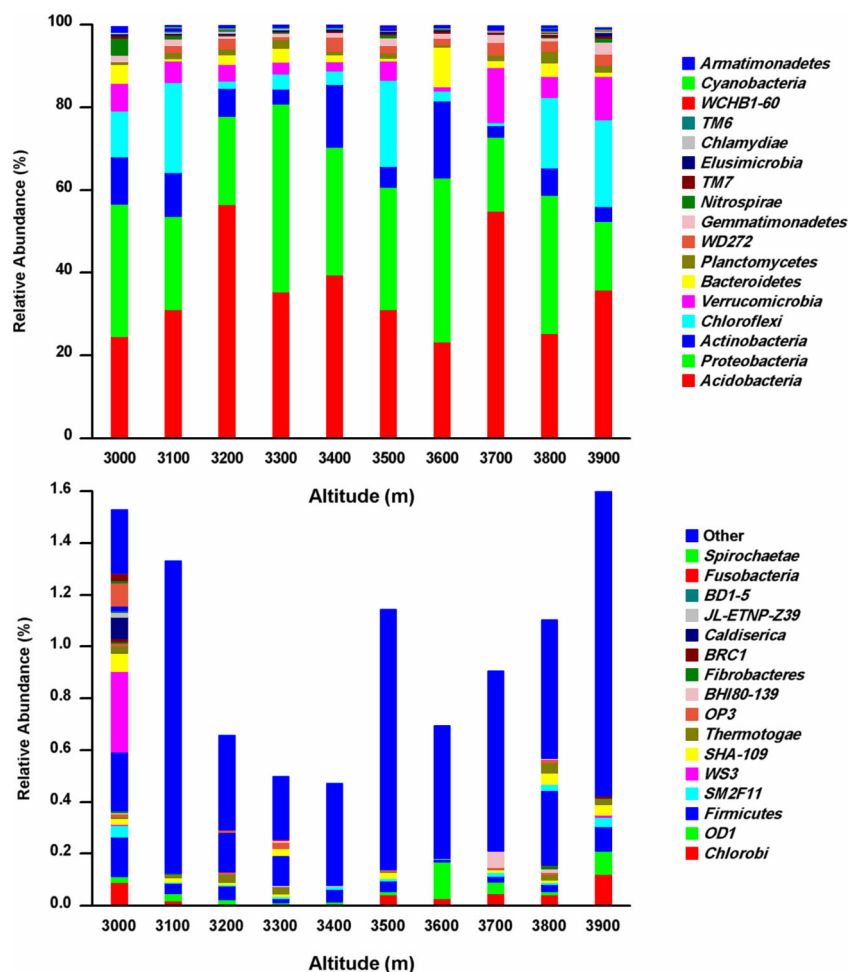 Relative Abundance (%)
100
80
60
40
20
0
3000 3100 3200 3300 3400 3500 3600 3700 3800 3900
Altitude (m)
Armatimonadetes
Cyanobacteria
WCHB1-60
TM6
Chlamydiae
Elusimicrobia
TM7
Nitrospirae
Gemmatimonadetes
WD272
Planctomycetes
Bacteroidetes
Verrucomicrobia
Chloroflexi
Actinobacteria
Proteobacteria
Acidobacteria
Relative Abundance (%)
1.6
1.4
1.2
1.0
0.8
0.6
0.4
0.2
0.0
3000 3100 3200 3300 3400 3500 3600 3700 3800 3900
Altitude (m)
Other
Spirochaetae
Fusobacteria
BD1-5
JL-ETNP-Z39
Caldiserica
BRC1
Fibrobacteres
BHI80-139
OP3
Thermotogae
SHA-109
WS3
SM2F11
Firmicutes
OD1
Chlorobi